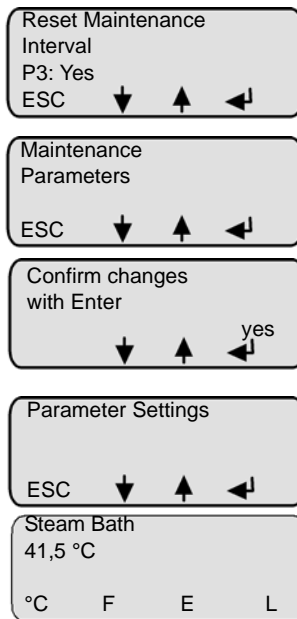 Reset Maintenance
Interval
P3: Yes
ESC
Maintenance
Parameters
ESC
Confirm changes
with Enter
yes
Parameter Settings
ESC
Steam Bath
41,5 °C
°C F E L